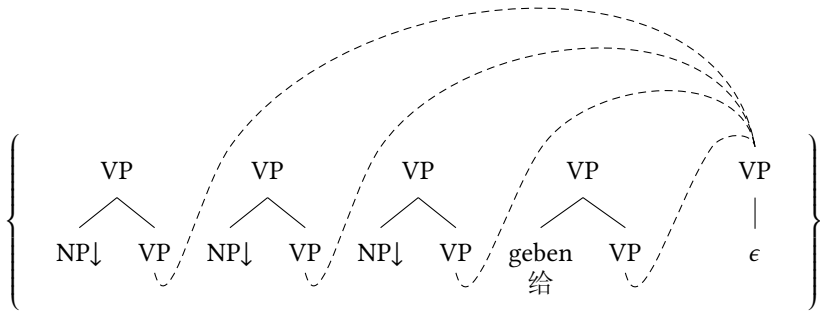 VP VP VP VP VP
NP↓ VP NP↓ VP NP↓ VP geben VP ϵ
给